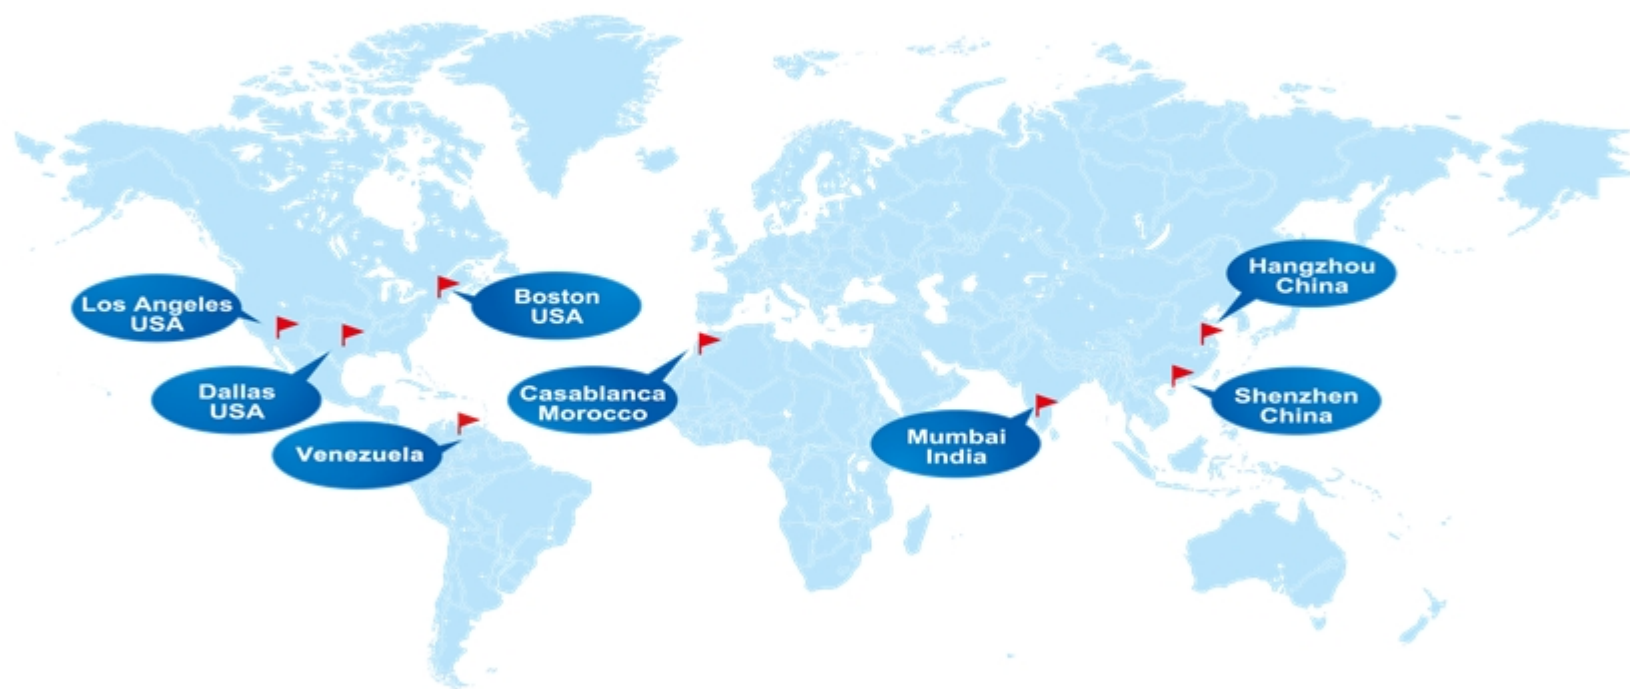 Hangzhou
China
Los Angeles
USA
Boston
USA
Dallas
USA
Casablanca
Morocco
Shenzhen
China
Venezuela
Mumbai
India